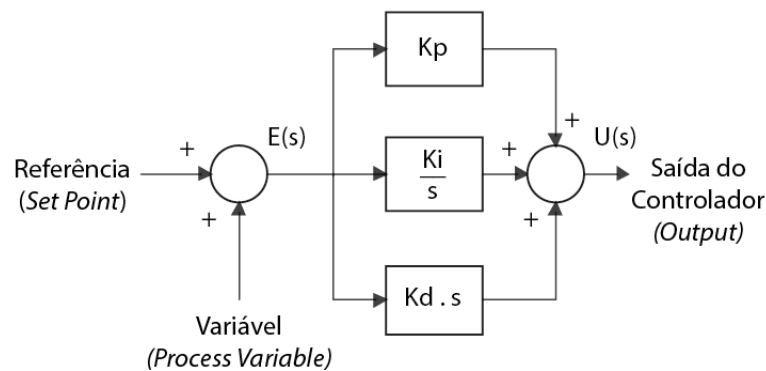 Kp
+
+
E(s)
+
U(s)
Referência
(Set Point)
Ki
s
Saída do
Controlador
(Output)
+
+
Kd . s
Variável
(Process Variable)